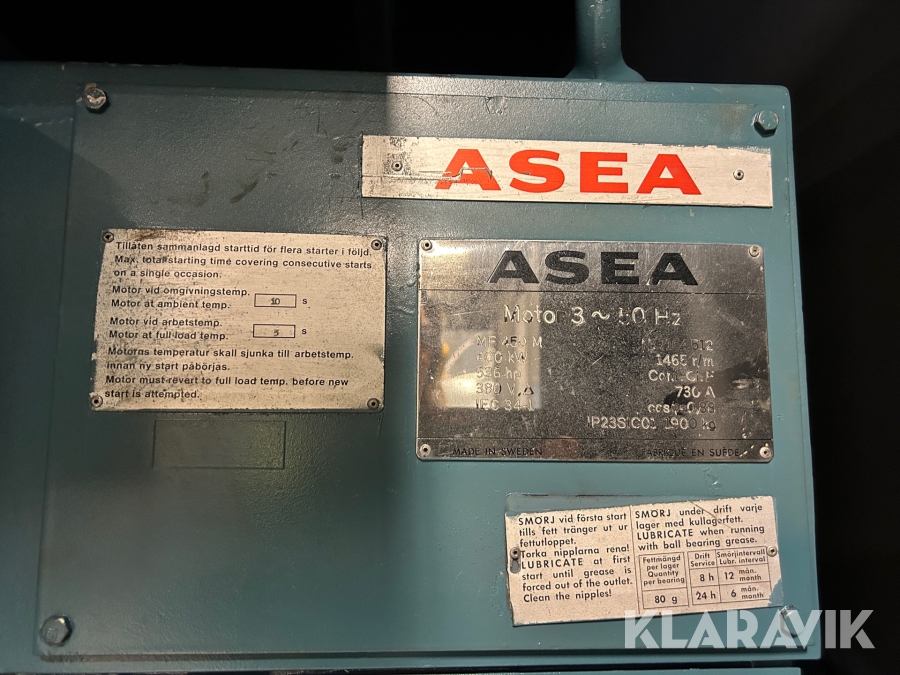 ASEA
Tillåten sammanlagd starttid för flera starter i följd.
Max. total starting time covering consecutive starts
on a single occasion.
Motor vid omgivningstemp.
Motor at ambient temp. 10 s
Motor vid arbetstemp.
Motor at full load temp. 5 s
Motorns temperatur skall sjunka till arbetstemp.
innan ny start påbörjas.
Motor must revert to full load temp. before new
start is attempted.
ASEA
Moto 3~ 50 Hz
M
kW 1465 r/m
hp
380 V Δ 730 A
IEC 34-1
IP23S IC01 1900 kg
MADE IN SWEDEN FABRIQUE EN SUÈDE
SMÖRJ vid första start
tills fett tränger ut ur
fettutloppet.
Torka nipplarna rena!
LUBRICATE at first
start until grease is
forced out of the outlet.
Clean the nipples!
SMÖRJ under drift varje
lager med kullagerfett.
LUBRICATE when running
with ball bearing grease.
Fettmängd per lager Quantity per bearing
Drift Service
Smörjintervall Lubr. interval
80 g
8 h 12 mån. month
24 h 6 mån. month
KLARAVIK